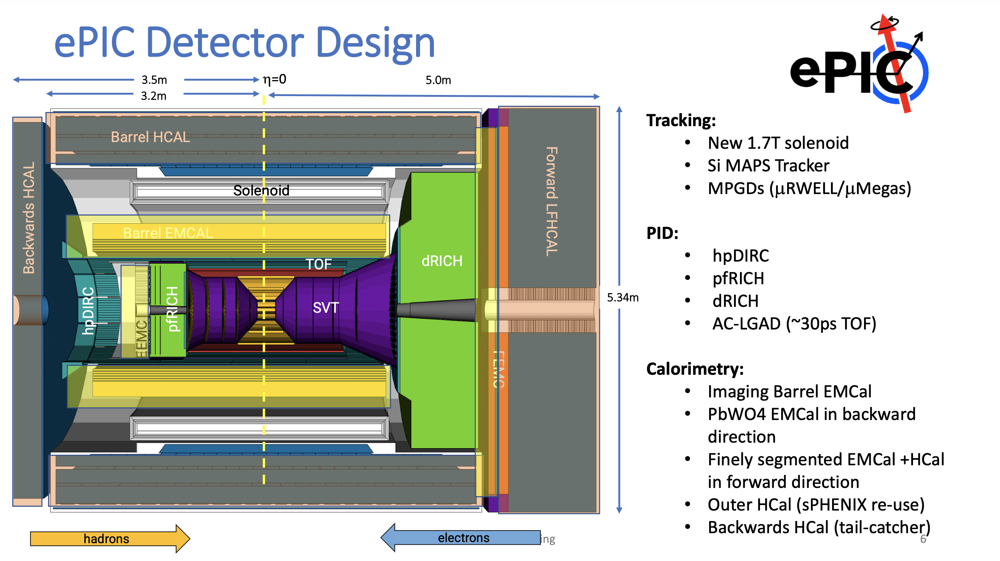 ePIC Detector Design
ePIC
3.5m
η=0
5.0m
3.2m
Barrel HCAL
Backwards HCAL
Solenoid
Forward LFHCAL
Barrel EMCAL
TOF
dRICH
hpDIRC
EEMC
pfRICH
SVT
5.34m
FEMC
hadrons
electrons
ing
Tracking:
• New 1.7T solenoid
• Si MAPS Tracker
• MPGDs (μRWELL/μMegas)
PID:
• hpDIRC
• pfRICH
• dRICH
• AC-LGAD (~30ps TOF)
Calorimetry:
• Imaging Barrel EMCal
• PbWO4 EMCal in backward
direction
• Finely segmented EMCal +HCal
in forward direction
• Outer HCal (sPHENIX re-use)
• Backwards HCal (tail-catcher)
6